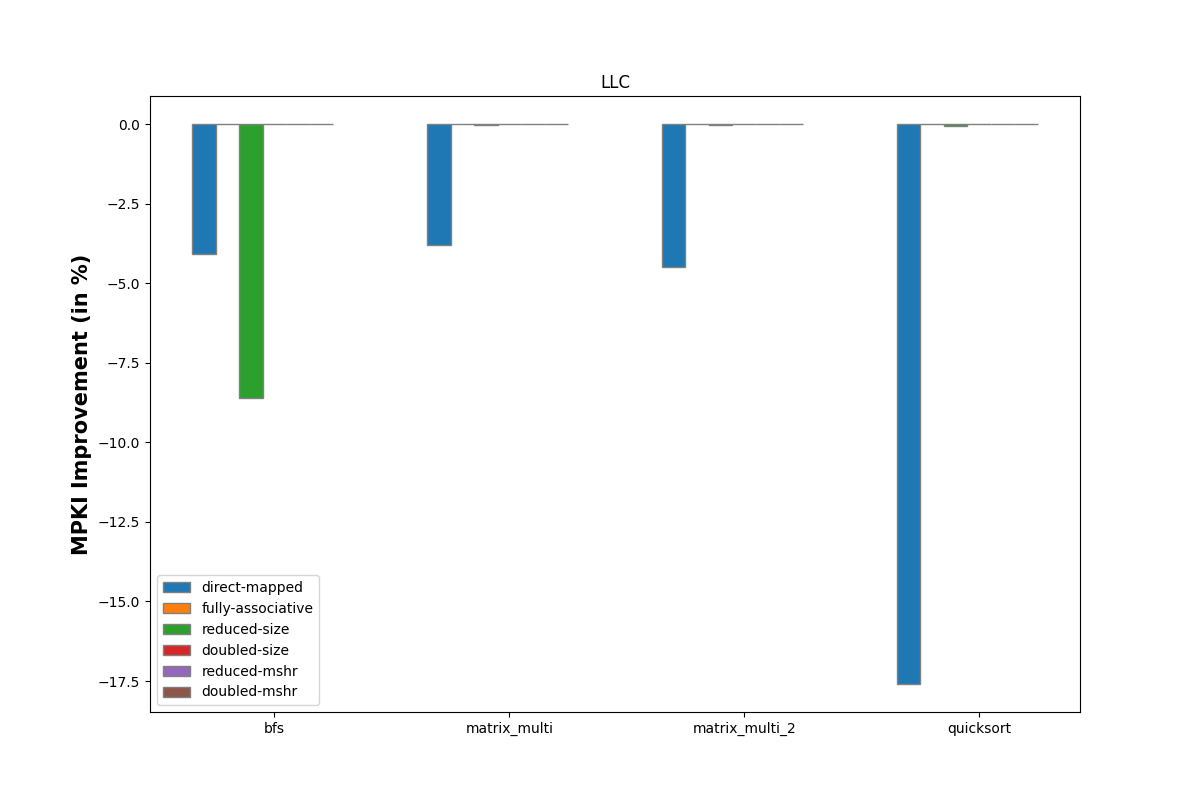 LLC
MPKI Improvement (in %)
0.0
−2.5
−5.0
−7.5
−10.0
−12.5
−15.0
−17.5
direct-mapped
fully-associative
reduced-size
doubled-size
reduced-mshr
doubled-mshr
bfs
matrix_multi
matrix_multi_2
quicksort